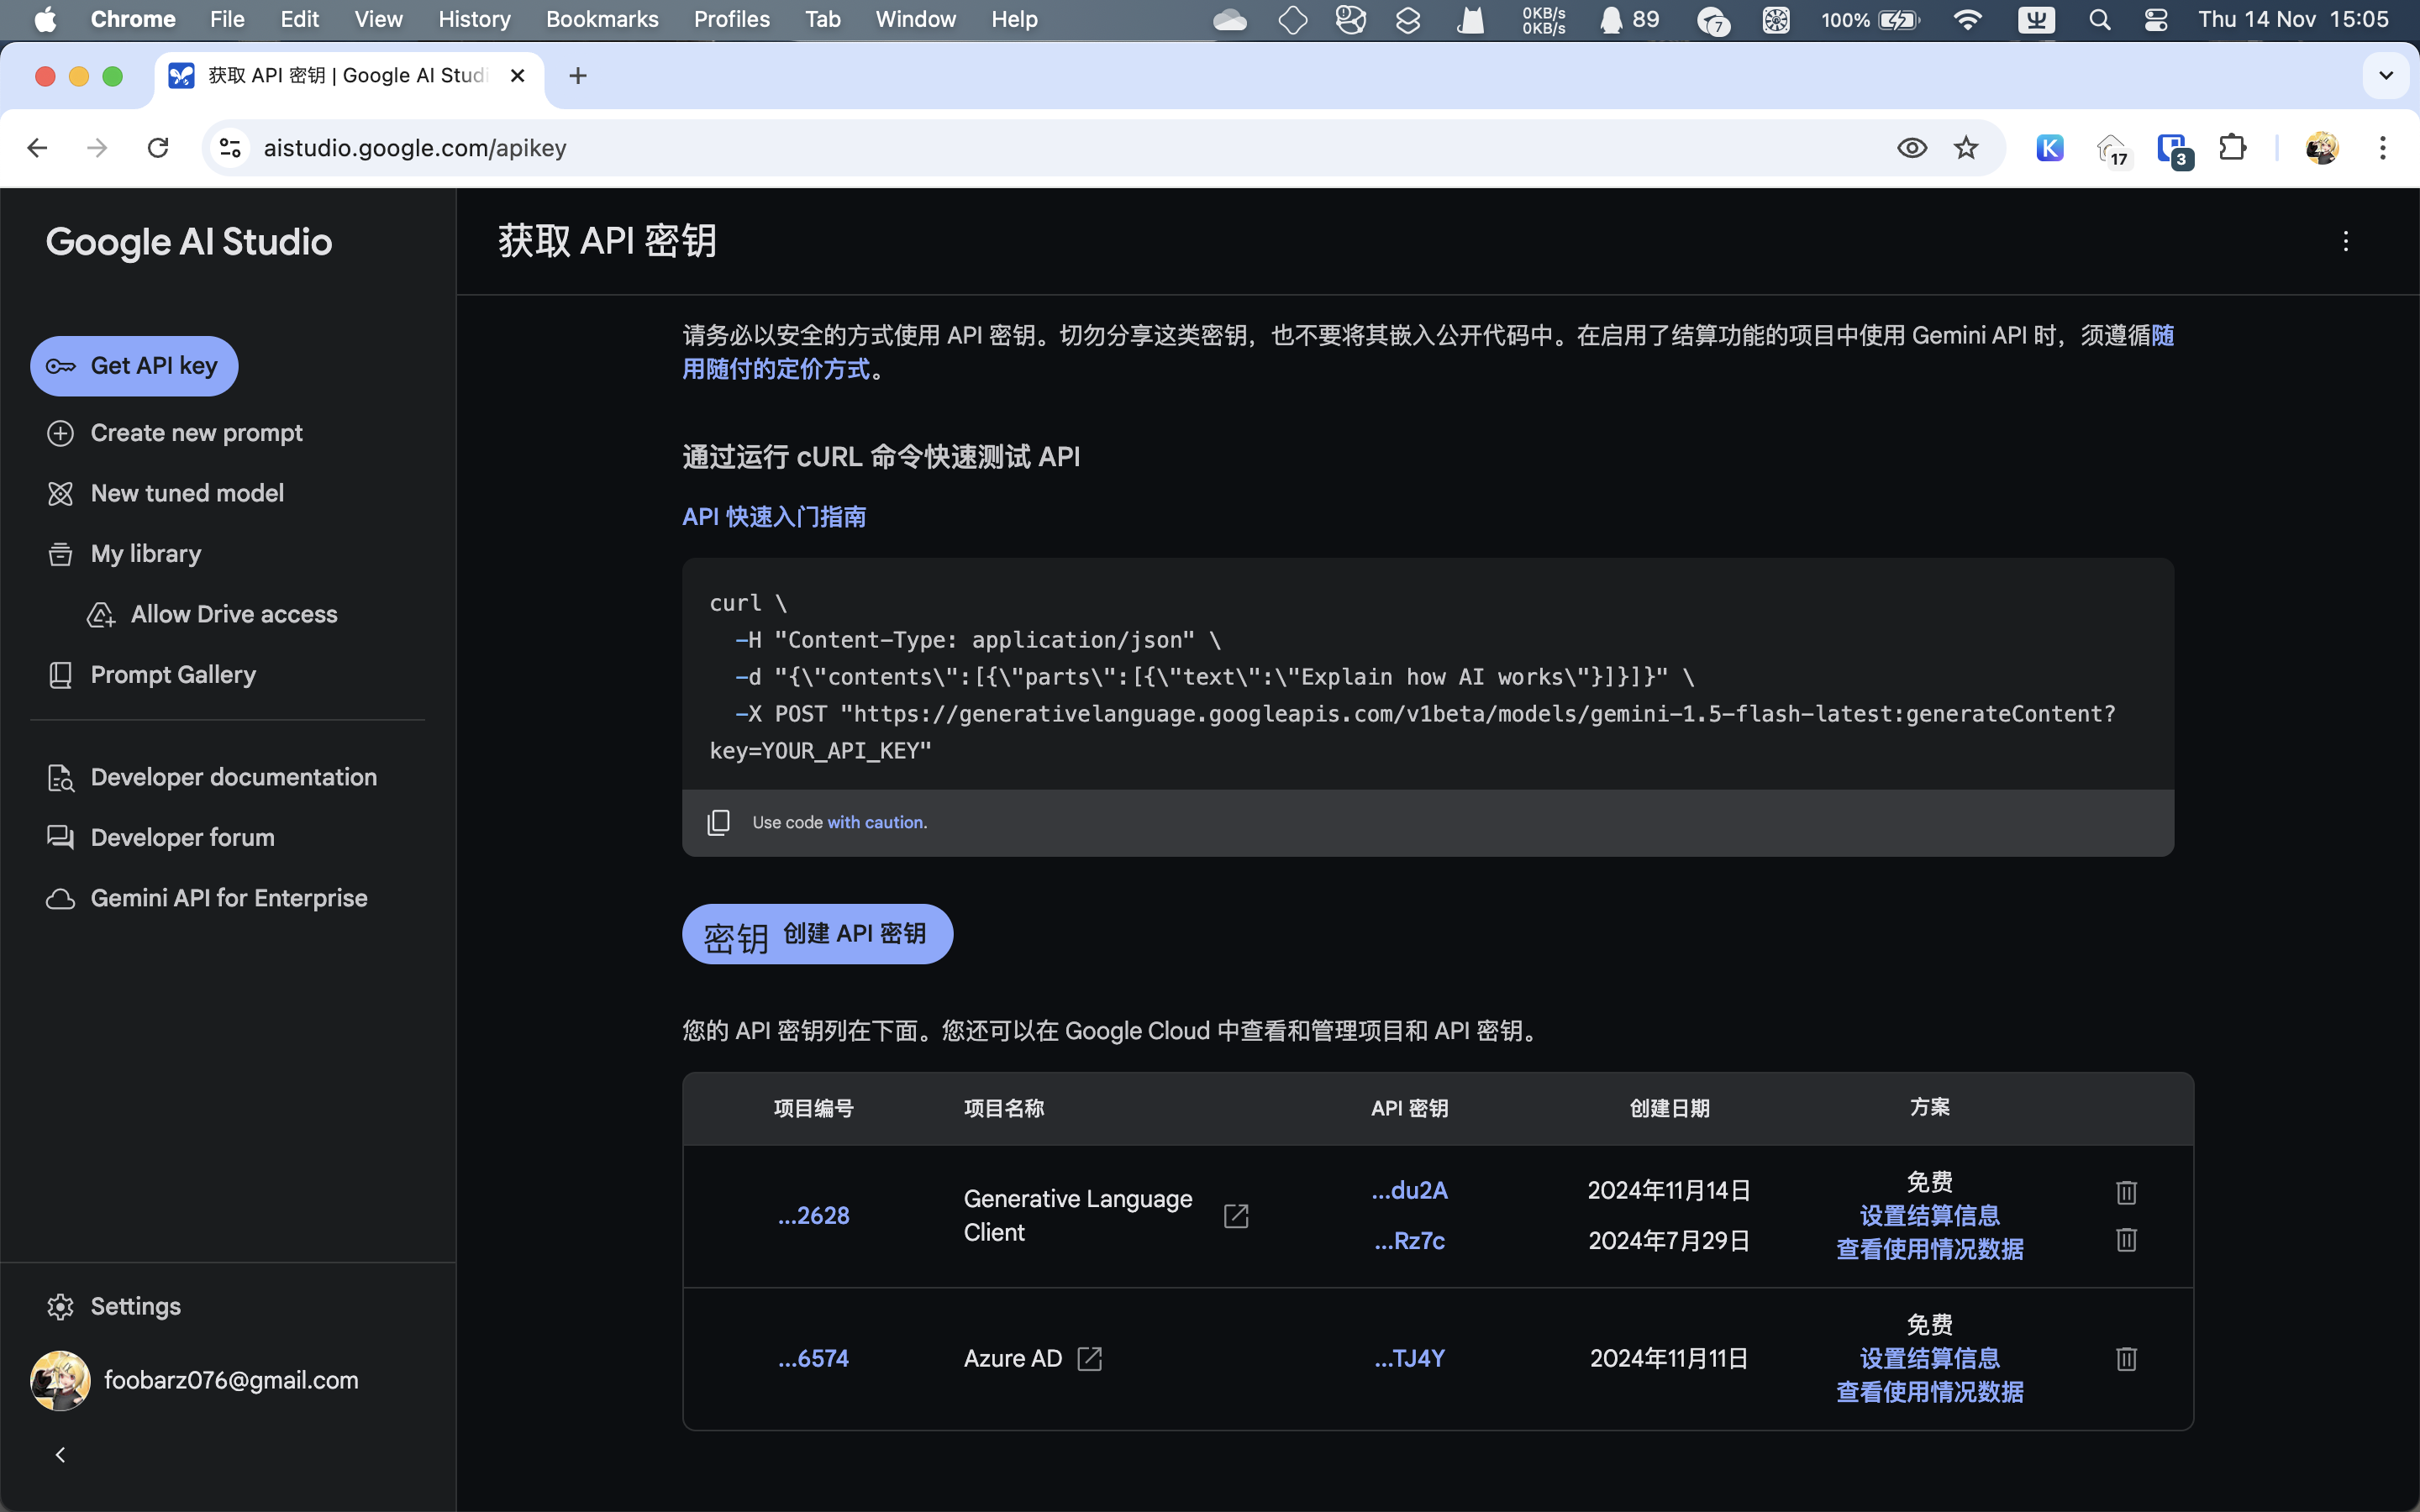 Chrome File Edit View History Bookmarks Profiles Tab Window Help 0KB/s 0KB/s 89 7 100% Thu 14 Nov 15:05
获取 API 密钥 | Google AI Studi
aistudio.google.com/apikey
K 17 3
Google AI Studio
Get API key
Create new prompt
New tuned model
My library
Allow Drive access
Prompt Gallery
Developer documentation
Developer forum
Gemini API for Enterprise
Settings
foobarz076@gmail.com
获取 API 密钥
请务必以安全的方式使用 API 密钥。切勿分享这类密钥，也不要将其嵌入公开代码中。在启用了结算功能的项目中使用 Gemini API 时，须遵循随
用随付的定价方式。
通过运行 cURL 命令快速测试 API
API 快速入门指南
curl \
-H "Content-Type: application/json" \
-d "{\"contents\":[{\"parts\":[{\"text\":\"Explain how AI works\"}]}]}" \
-X POST "https://generativelanguage.googleapis.com/v1beta/models/gemini-1.5-flash-latest:generateContent?
key=YOUR_API_KEY"
Use code with caution.
密钥 创建 API 密钥
您的 API 密钥列在下面。您还可以在 Google Cloud 中查看和管理项目和 API 密钥。
项目编号 项目名称 API 密钥 创建日期 方案
...2628 Generative Language Client ...du2A 2024年11月14日 免费
设置结算信息
...Rz7c 2024年7月29日 查看使用情况数据
免费
...6574 Azure AD ...TJ4Y 2024年11月11日 设置结算信息
查看使用情况数据